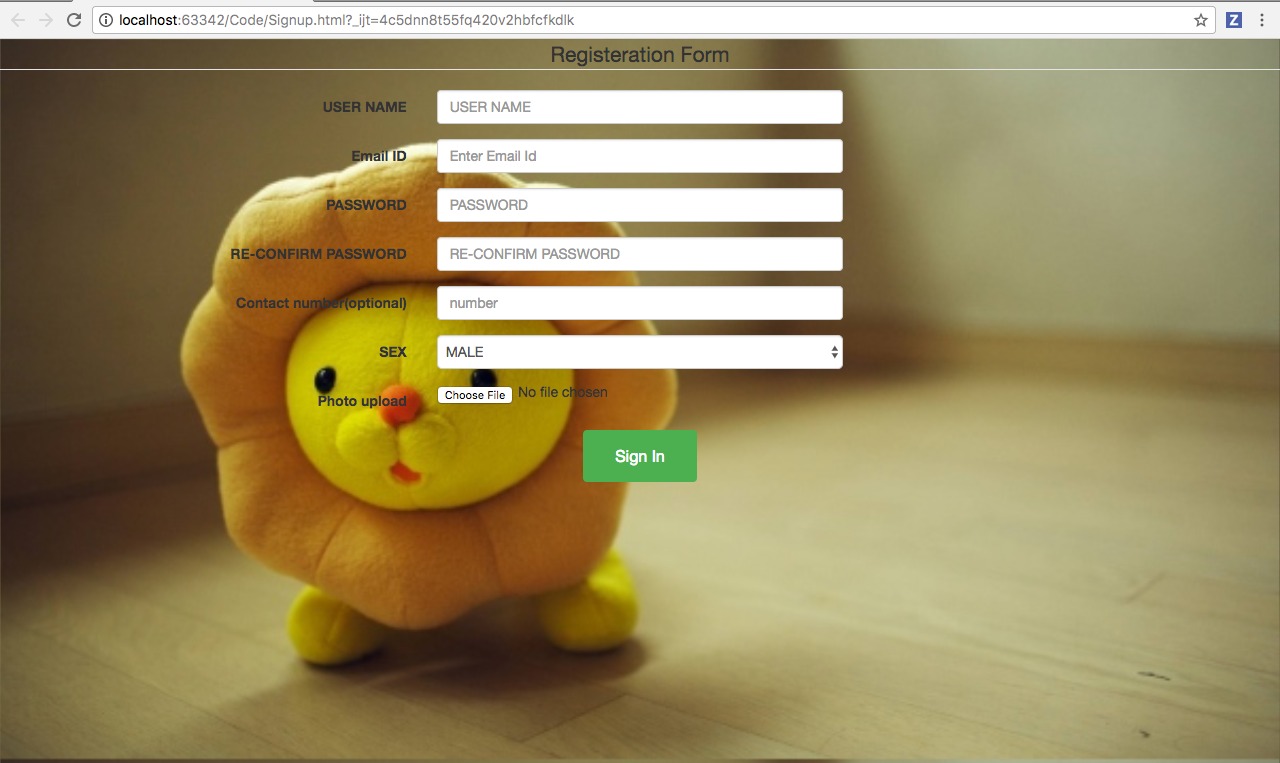 localhost:63342/Code/Signup.html?_ijt=4c5dnn8t55fq420v2hbfcfkdlk
Z
Registeration Form
USER NAME USER NAME
Email ID Enter Email Id
PASSWORD PASSWORD
RE-CONFIRM PASSWORD RE-CONFIRM PASSWORD
Contact number(optional) number
SEX MALE
Photo upload Choose File No file chosen
Sign In